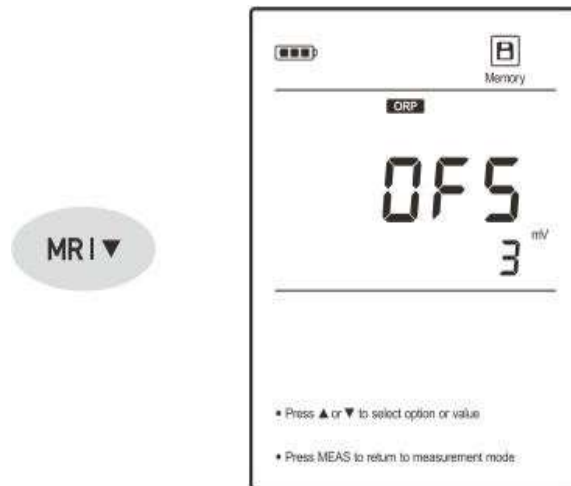 Memory
ORP
OFS
mV
3
MR | ▼
• Press ▲ or ▼ to select option or value
• Press MEAS to return to measurement mode